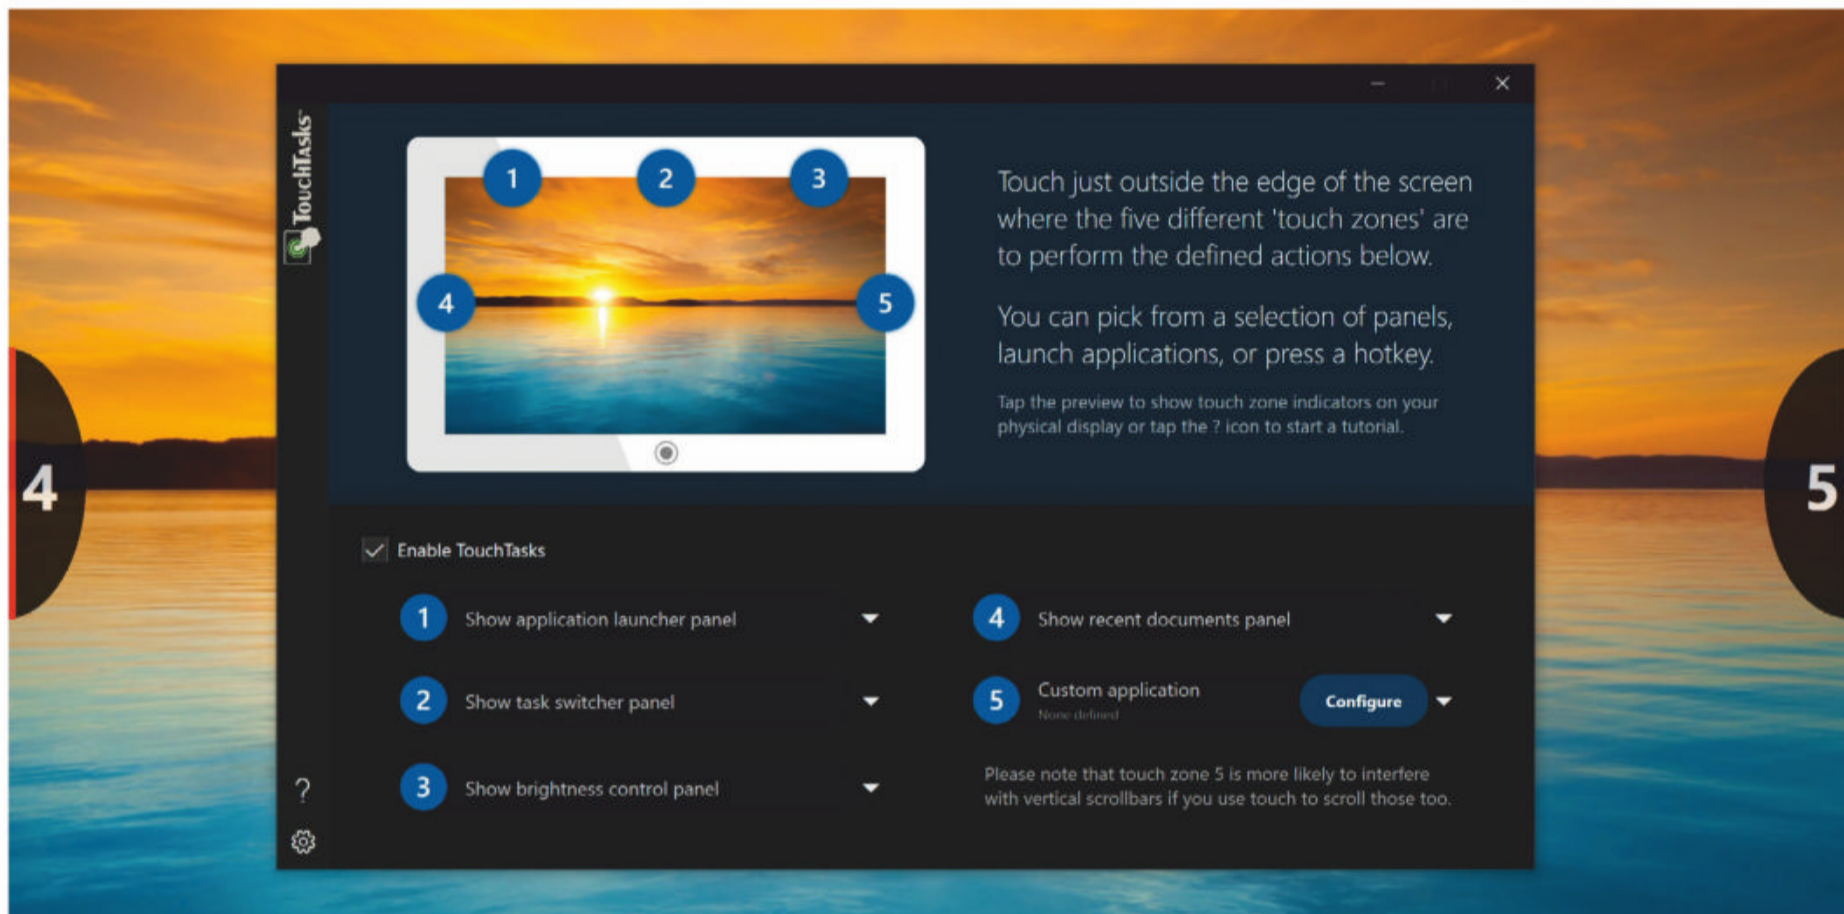 TouchTasks™
1
2
3
4
5
Touch just outside the edge of the screen
where the five different 'touch zones' are
to perform the defined actions below.
You can pick from a selection of panels,
launch applications, or press a hotkey.
Tap the preview to show touch zone indicators on your
physical display or tap the ? icon to start a tutorial.
4
5
Enable TouchTasks
1 Show application launcher panel
2 Show task switcher panel
3 Show brightness control panel
4 Show recent documents panel
5 Custom application
None defined
Configure
Please note that touch zone 5 is more likely to interfere
with vertical scrollbars if you use touch to scroll those too.
?